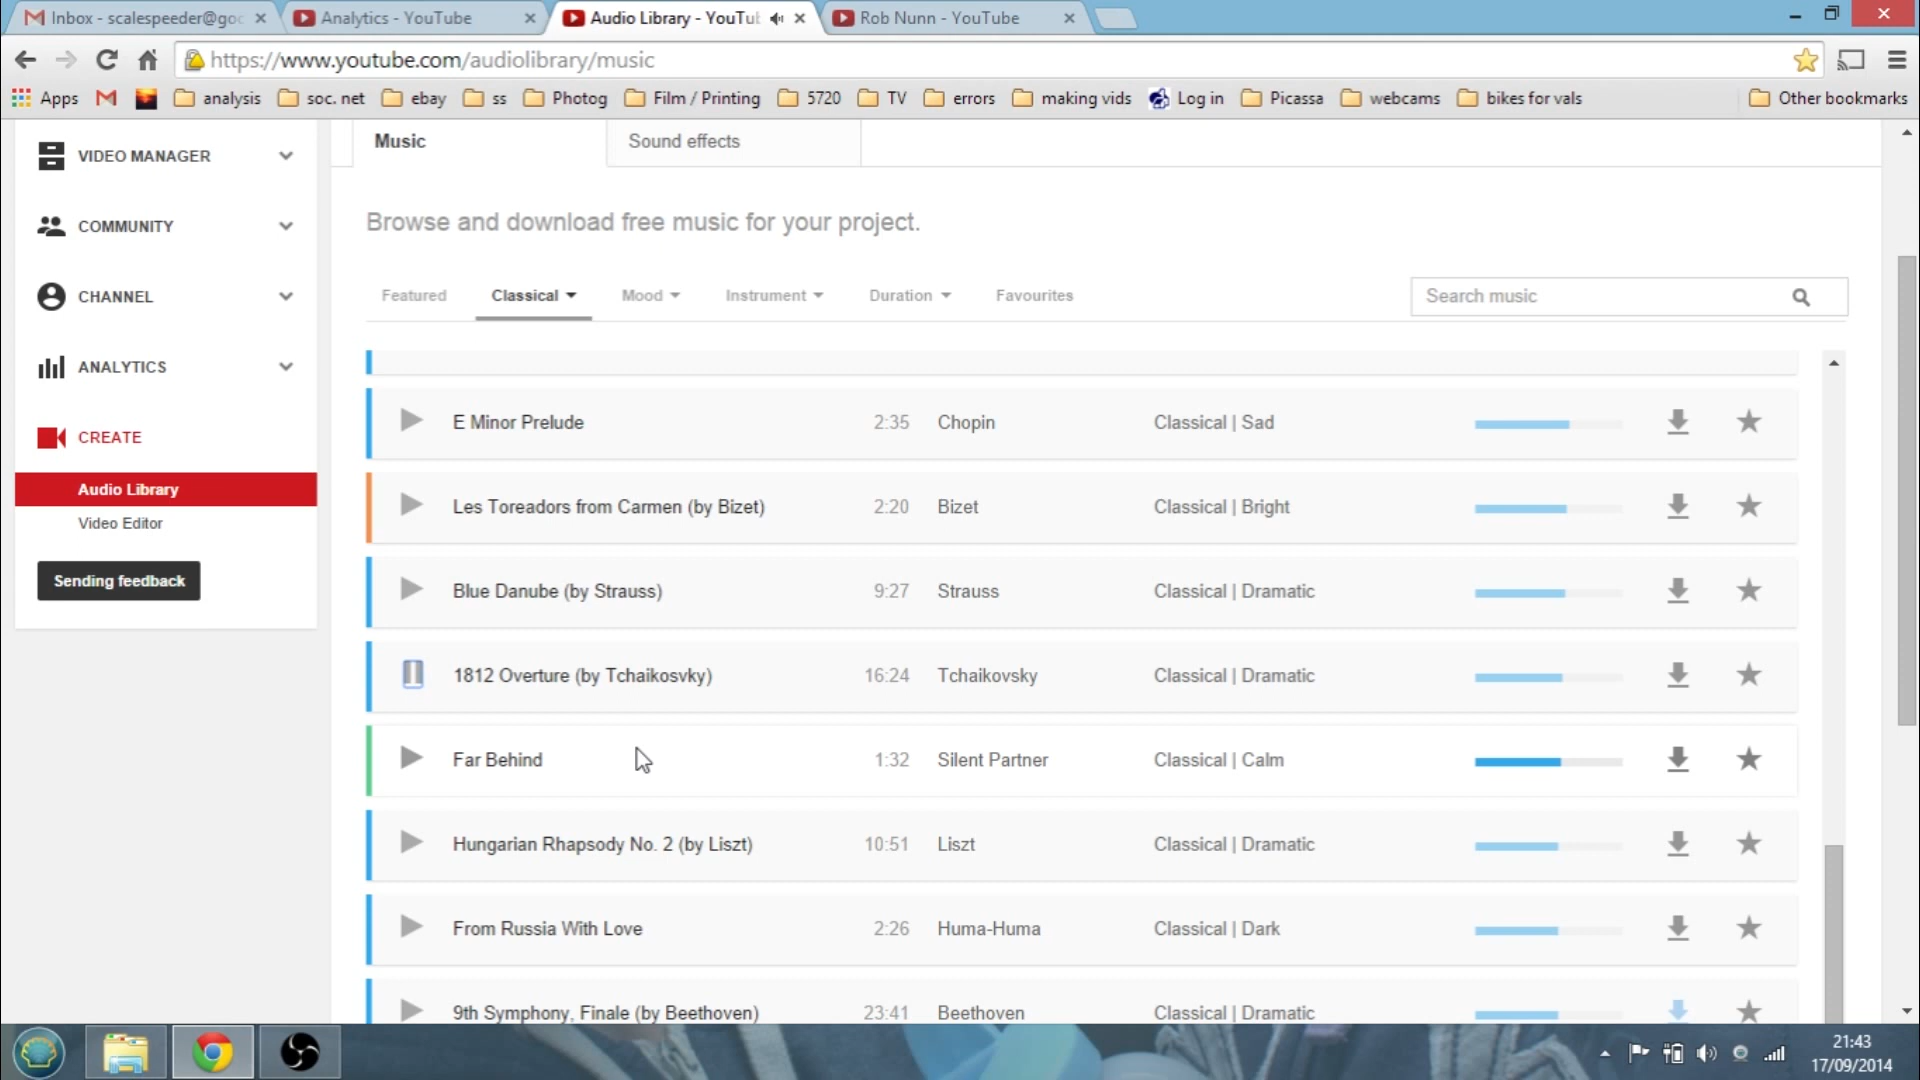 Inbox - scalespeeder@goo
Analytics - YouTube
Audio Library - YouTu
Rob Nunn - YouTube
https://www.youtube.com/audiolibrary/music
Apps analysis soc. net ebay ss Photog Film / Printing 5720 TV errors making vids Log in Picassa webcams bikes for vals Other bookmarks
VIDEO MANAGER
COMMUNITY
CHANNEL
ANALYTICS
CREATE
Audio Library
Video Editor
Sending feedback
Music Sound effects
Browse and download free music for your project.
Featured Classical Mood Instrument Duration Favourites Search music
E Minor Prelude 2:35 Chopin Classical | Sad
Les Toreadors from Carmen (by Bizet) 2:20 Bizet Classical | Bright
Blue Danube (by Strauss) 9:27 Strauss Classical | Dramatic
1812 Overture (by Tchaikosvky) 16:24 Tchaikovsky Classical | Dramatic
Far Behind 1:32 Silent Partner Classical | Calm
Hungarian Rhapsody No. 2 (by Liszt) 10:51 Liszt Classical | Dramatic
From Russia With Love 2:26 Huma-Huma Classical | Dark
9th Symphony, Finale (by Beethoven) 23:41 Beethoven Classical | Dramatic
21:43
17/09/2014